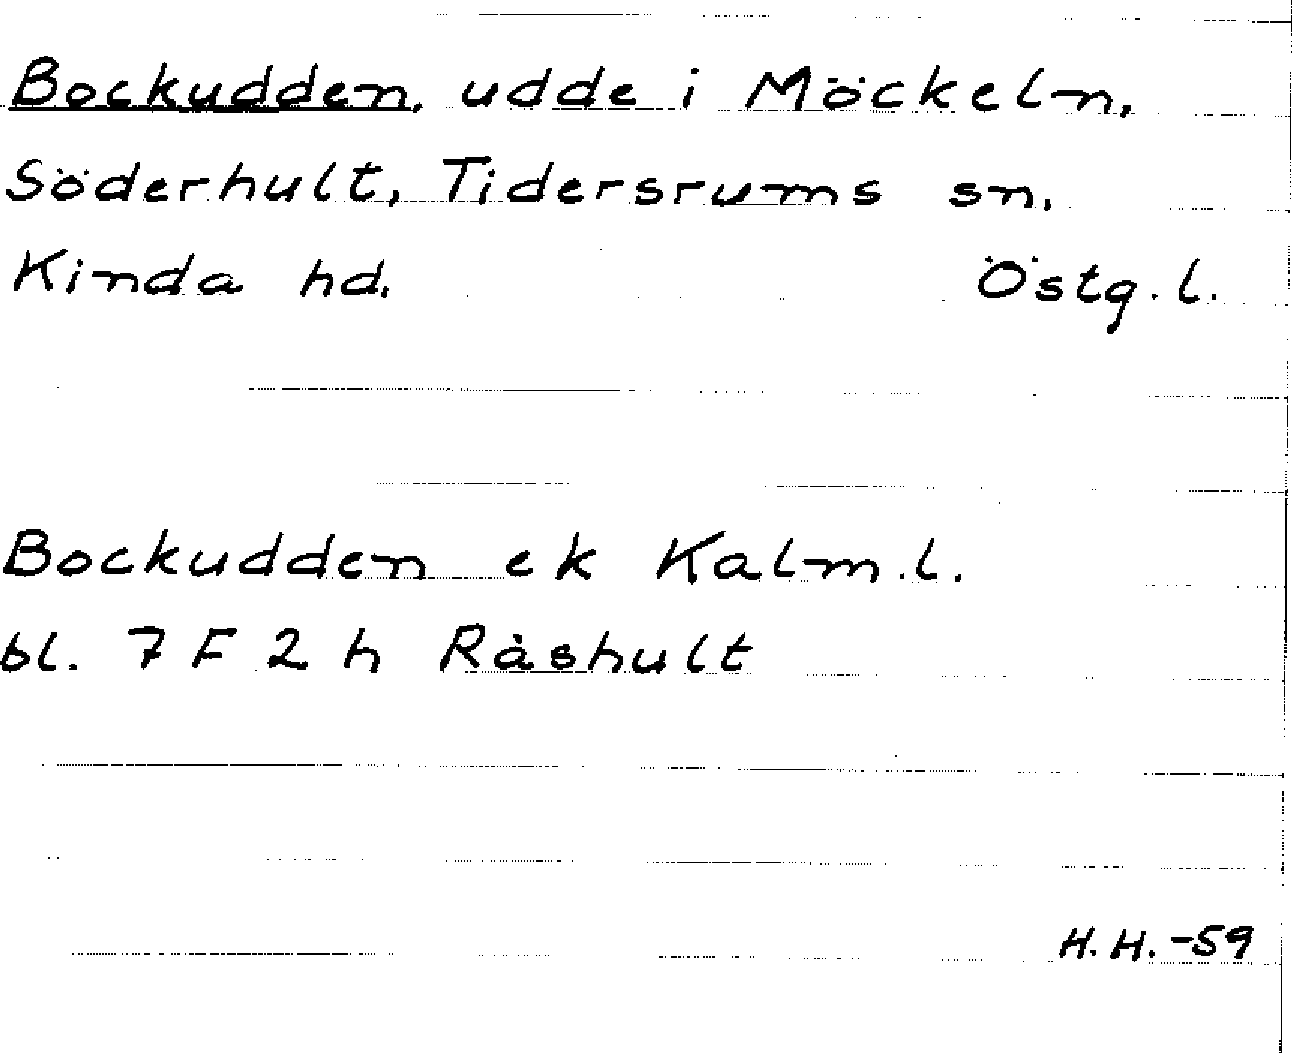 Bockudden, udde i Möckeln,
Söderhult, Tidersrums sn,
Kinda hd. Östg. l.
Bockudden ek Kalm. l.
bl. 7 F 2 h Råshult
H. H. -59